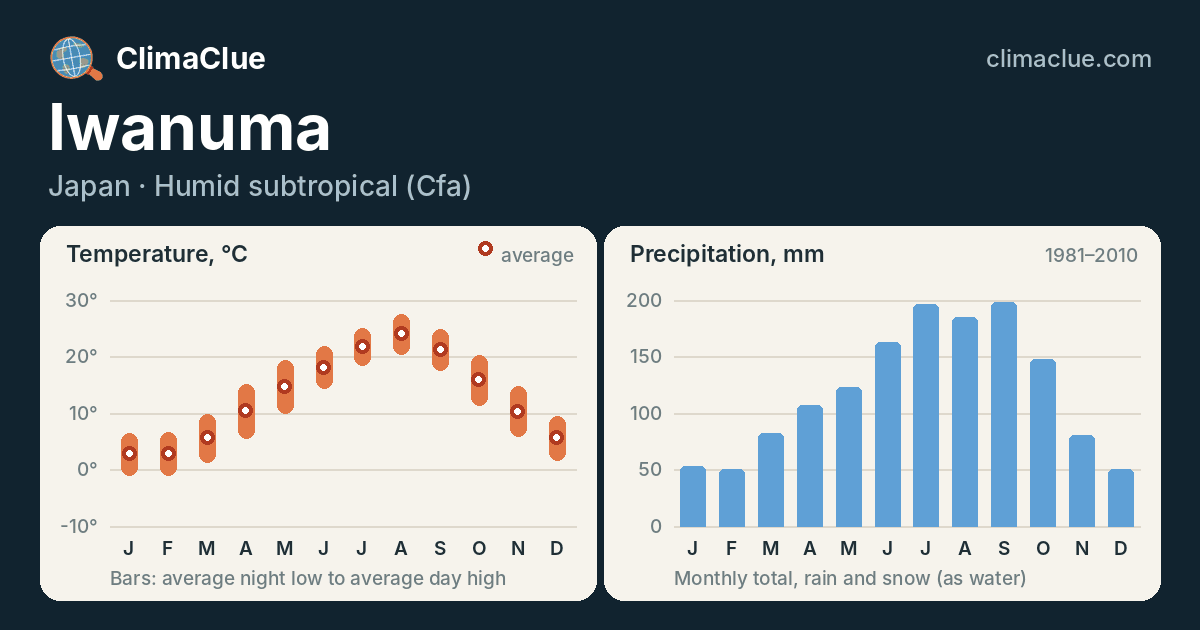 ClimaClue
climaclue.com
Iwanuma
Japan · Humid subtropical (Cfa)
Temperature, °C
average
30°
20°
10°
0°
-10°
J F M A M J J A S O N D
Bars: average night low to average day high
Precipitation, mm
1981–2010
200
150
100
50
0
J F M A M J J A S O N D
Monthly total, rain and snow (as water)